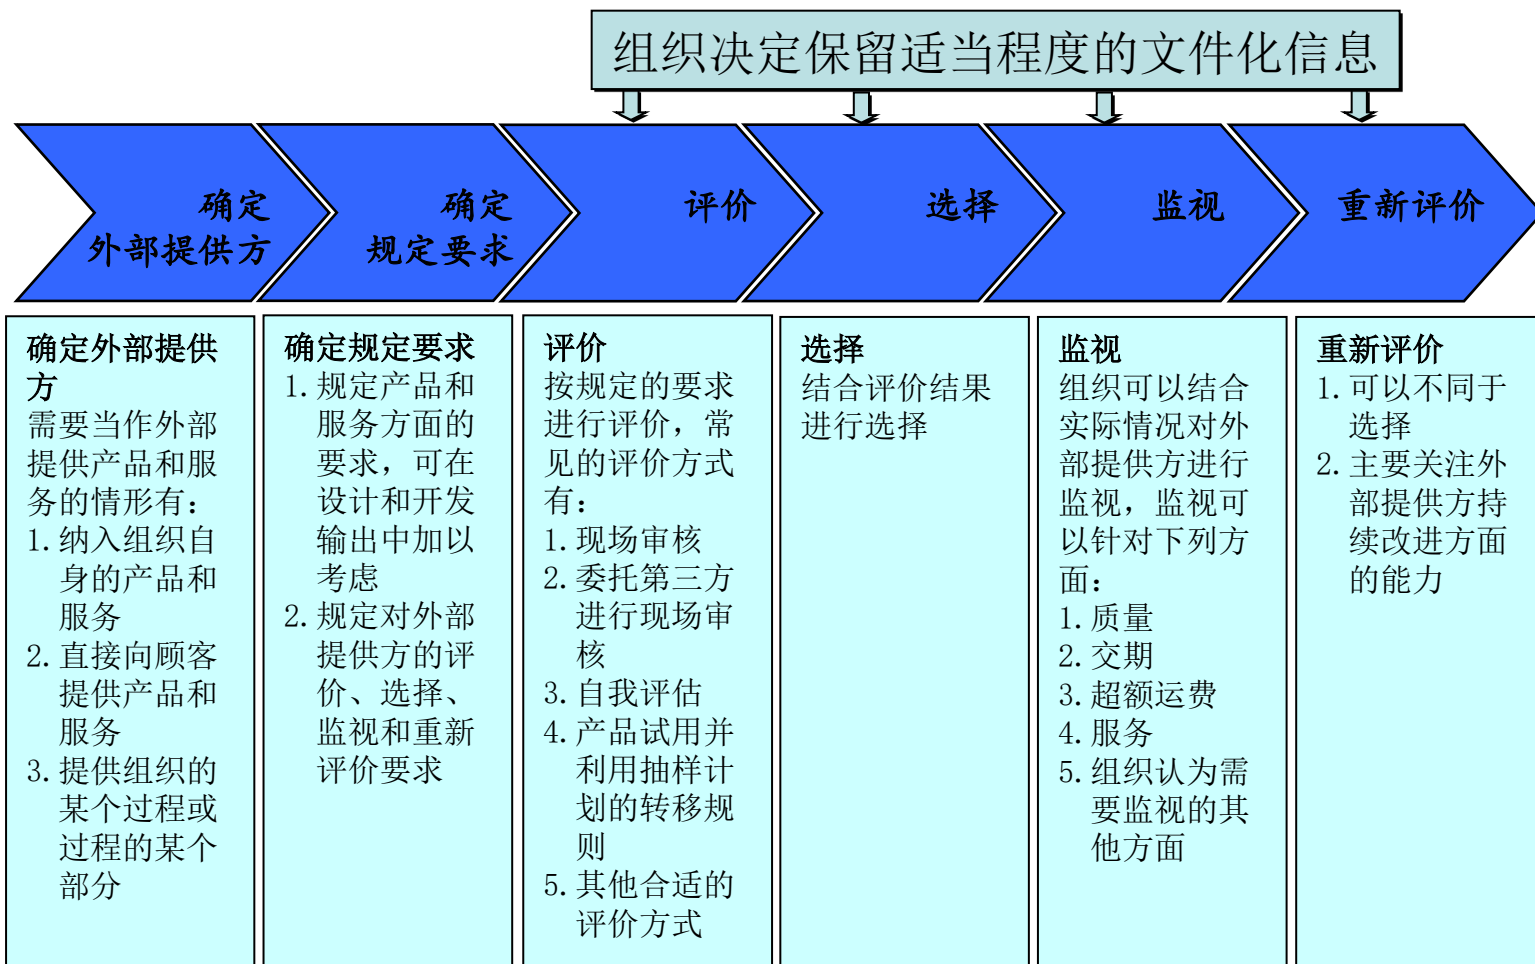 组织决定保留适当程度的文件化信息
确定
外部提供方
确定
规定要求
评价
选择
监视
重新评价
确定外部提供
方
需要当作外部
提供产品和服
务的情形有：
1. 纳入组织自
身的产品和
服务
2. 直接向顾客
提供产品和
服务
3. 提供组织的
某个过程或
过程的某个
部分
确定规定要求
1. 规定产品和
服务方面的
要求，可在
设计和开发
输出中加以
考虑
2. 规定对外部
提供方的评
价、选择、
监视和重新
评价要求
评价
按规定的要求
进行评价，常
见的评价方式
有：
1. 现场审核
2. 委托第三方
进行现场审
核
3. 自我评估
4. 产品试用并
利用抽样计
划的转移规
则
5. 其他合适的
评价方式
选择
结合评价结果
进行选择
监视
组织可以结合
实际情况对外
部提供方进行
监视，监视可
以针对下列方
面：
1. 质量
2. 交期
3. 超额运费
4. 服务
5. 组织认为需
要监视的其
他方面
重新评价
1. 可以不同于
选择
2. 主要关注外
部提供方持
续改进方面
的能力